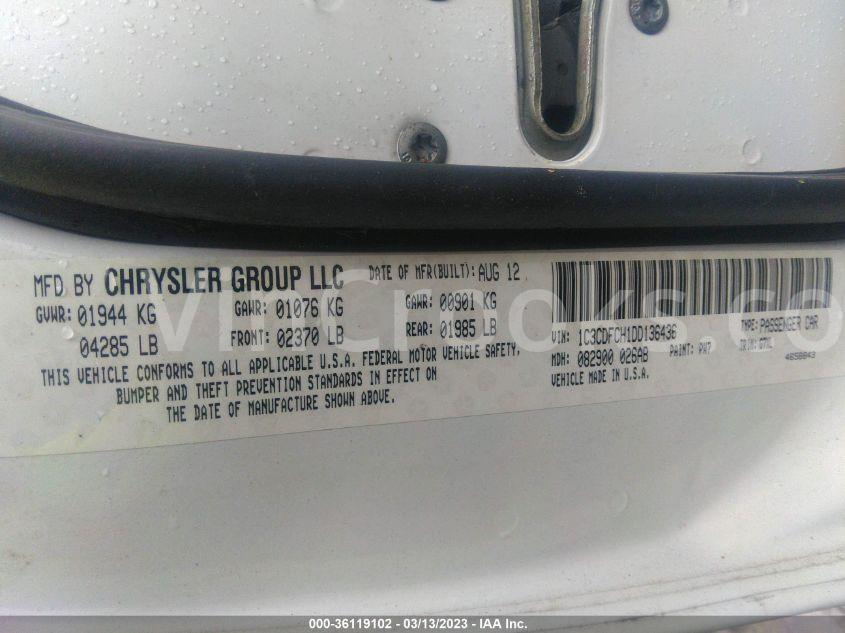 MFD BY CHRYSLER GROUP LLC DATE OF MFR(BUILT): AUG 12
GVWR: 01944 KG GAWR: 01076 KG GAWR: 00901 KG
04285 LB FRONT: 02370 LB REAR: 01985 LB
THIS VEHICLE CONFORMS TO ALL APPLICABLE U.S.A. FEDERAL MOTOR VEHICLE SAFETY,
BUMPER AND THEFT PREVENTION STANDARDS IN EFFECT ON
THE DATE OF MANUFACTURE SHOWN ABOVE.
VIN: 1C3CDFCH1DD136436 TYPE: PASSENGER CAR
MDH: 082900 026AB PAINT: PW7 TRIM:
VEHICLE MADE IN U.S.A. 4658843
000-36119102 — 03/13/2023 — IAA Inc.